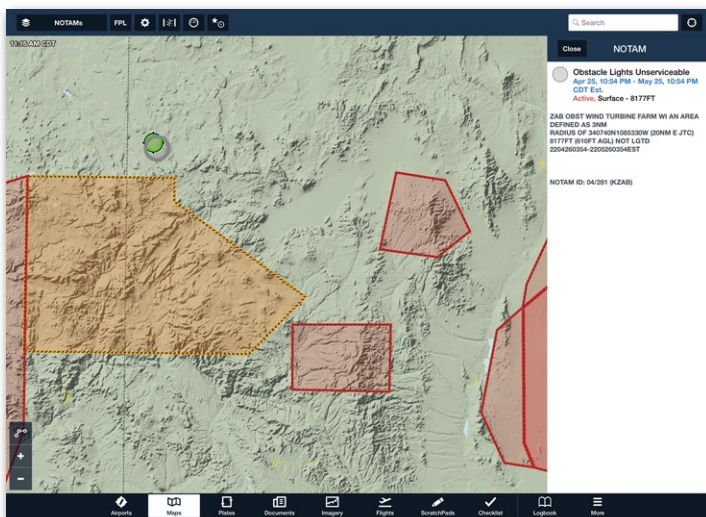 NOTAMs
FPL
Search
11:16 AM CDT
Close
NOTAM
Obstacle Lights Unserviceable
Apr 25, 10:54 PM - May 25, 10:54 PM
CDT Est.
Active, Surface - 8177FT
ZAB OBST WIND TURBINE FARM WI AN AREA
DEFINED AS 3NM
RADIUS OF 340740N1085330W (20NM E JTC)
8177FT (610FT AGL) NOT LGTD
2204260354-2205260354EST
NOTAM ID: 04/281 (KZAB)
+
−
Airports
Maps
Plates
Documents
Imagery
Flights
ScratchPads
Checklist
Logbook
More